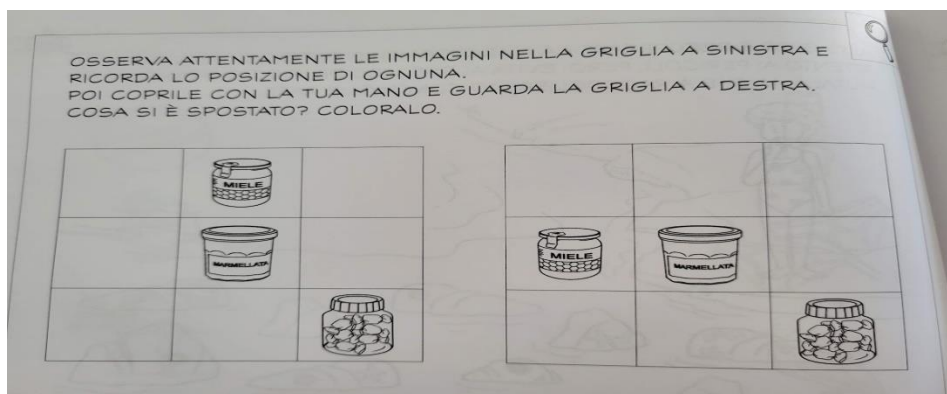 OSSERVA ATTENTAMENTE LE IMMAGINI NELLA GRIGLIA A SINISTRA E
RICORDA LO POSIZIONE DI OGNUNA.
POI COPRILE CON LA TUA MANO E GUARDA LA GRIGLIA A DESTRA.
COSA SI È SPOSTATO? COLORALO.
MIELE
MARMELLATA
MIELE
MARMELLATA